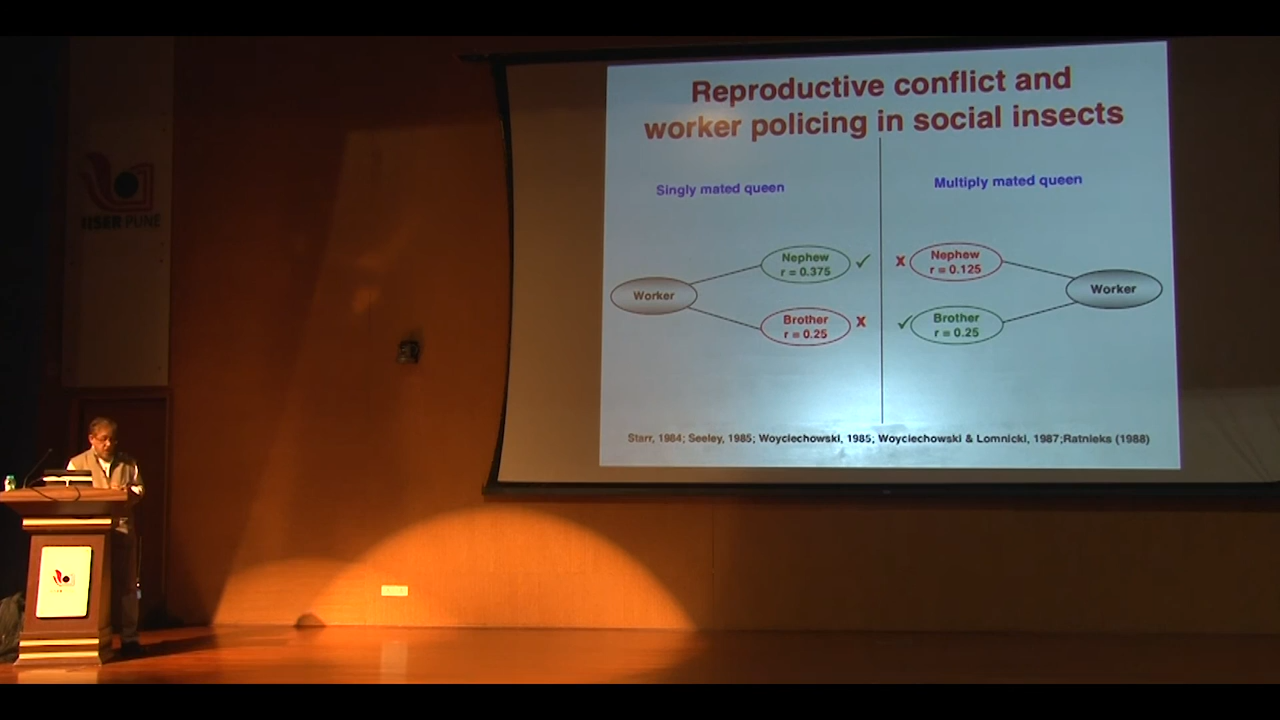 Reproductive conflict and
worker policing in social insects
Singly mated queen
Multiply mated queen
Nephew
r = 0.375
✓
Worker
Brother
r = 0.25
X
X
Nephew
r = 0.125
Worker
✓
Brother
r = 0.25
Starr, 1984; Seeley, 1985; Woyciechowski, 1985; Woyciechowski & Lomnicki, 1987;Ratnieks (1988)
IISER PUNE